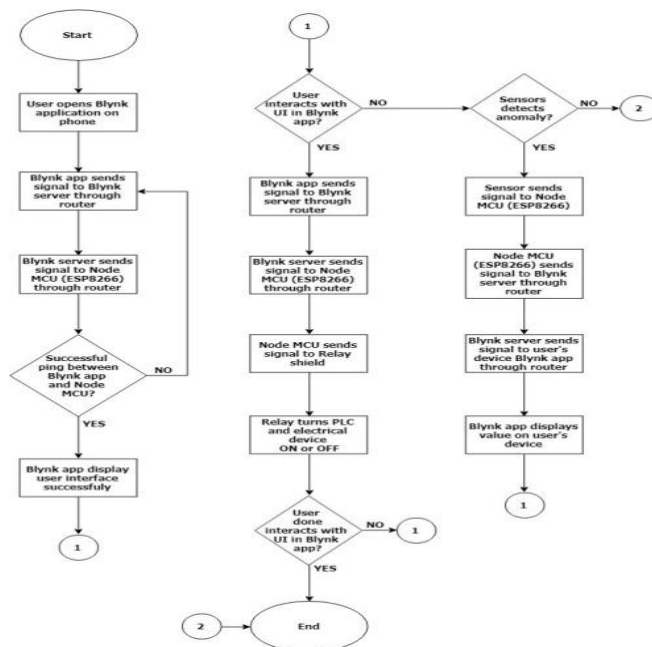 Start
User opens Blynk
application on
phone
Blynk app sends
signal to Blynk
server through
router
Blynk server sends
signal to Node
MCU (ESP8266)
through router
Successful
ping between
Blynk app
and Node
MCU?
NO
YES
Blynk app display
user interface
successfuly
1
1
User
interacts with
UI in Blynk
app?
NO
YES
Blynk app sends
signal to Blynk
server through
router
Blynk server sends
signal to Node
MCU (ESP8266)
through router
Node MCU sends
signal to Relay
shield
Relay turns PLC
and electrical
device
ON or OFF
User
done
interacts with
UI in Blynk
app?
NO
1
YES
2
End
Sensors
detects
anomaly?
NO
2
YES
Sensor sends
signal to Node
MCU (ESP8266)
Node MCU
(ESP8266) sends
signal to Blynk
server through
router
Blynk server sends
signal to user's
device Blynk app
through router
Blynk app displays
value on user's
device
1